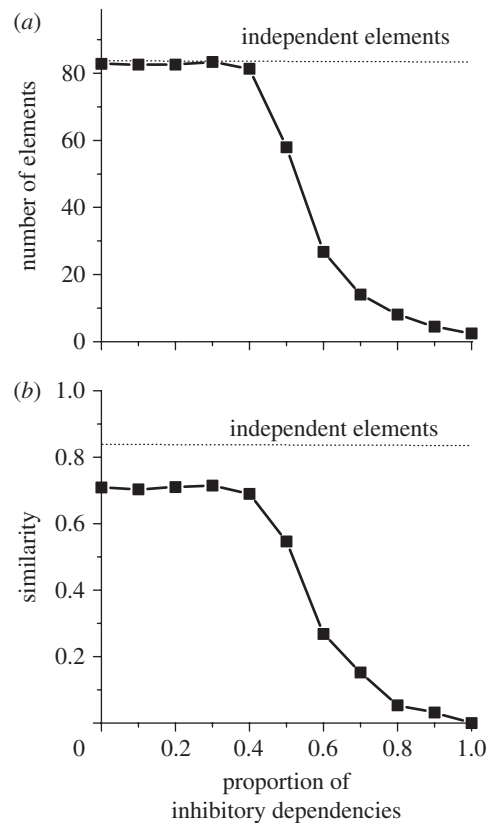 (a)
independent elements
80
60
40
20
0
number of elements
(b)
1.0
independent elements
0.8
0.6
0.4
0.2
similarity
0 0.2 0.4 0.6 0.8 1.0
proportion of
inhibitory dependencies